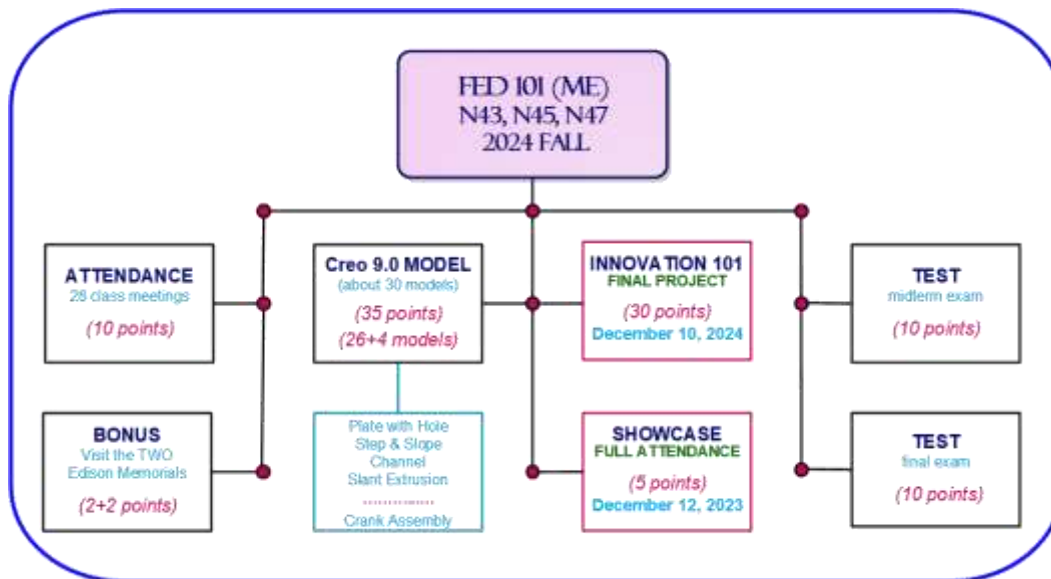 FED 101 (ME)
N43, N45, N47
2024 FALL
ATTENDANCE
28 class meetings
(10 points)
Creo 9.0 MODEL
(about 30 models)
(35 points)
(26+4 models)
INNOVATION 101
FINAL PROJECT
(30 points)
December 10, 2024
TEST
midterm exam
(10 points)
BONUS
Visit the TWO
Edison Memorials
(2+2 points)
Plate with Hole
Step & Slope
Channel
Slant Extrusion
..............
Crank Assembly
SHOWCASE
FULL ATTENDANCE
(5 points)
December 12, 2023
TEST
final exam
(10 points)